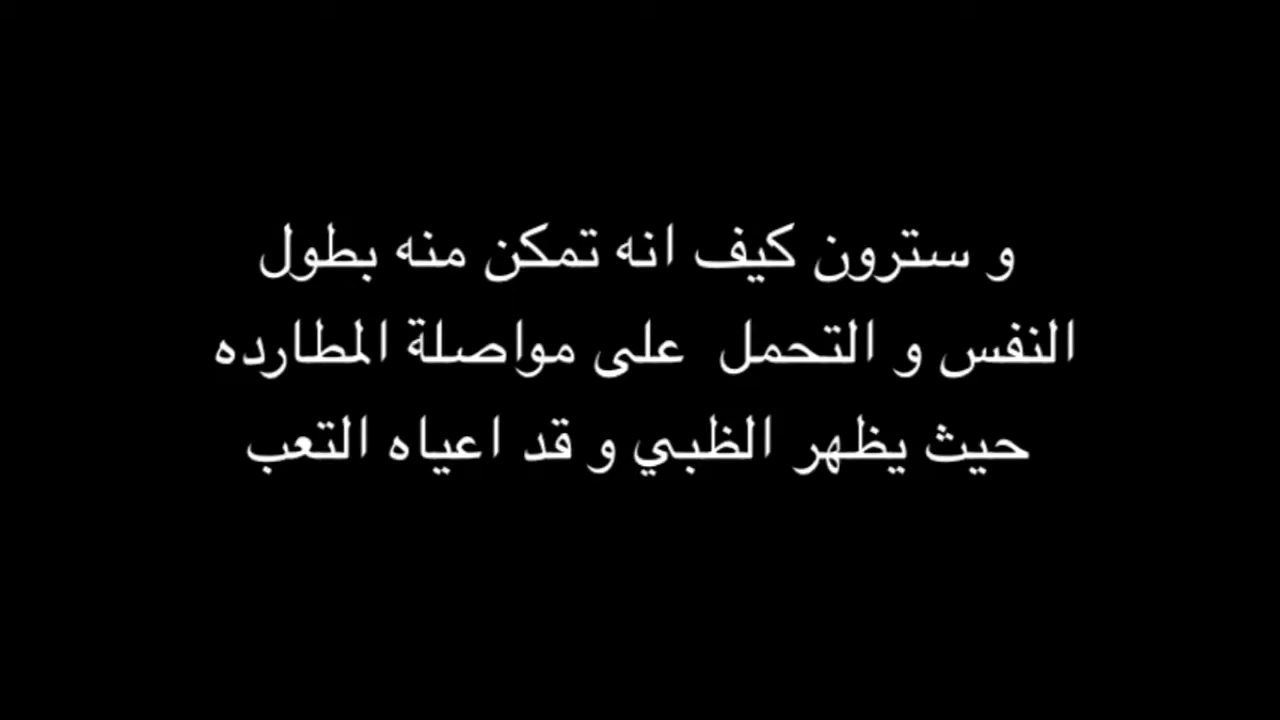 و سترون كيف انه تمكن منه بطول
النفس و التحمل على مواصلة المطارده
حيث يظهر الظبي و قد اعياه التعب